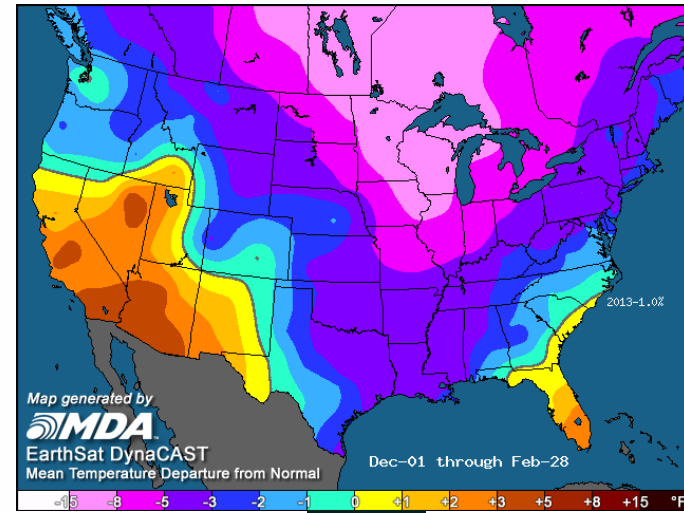 2013-1.0%
Map generated by
MDA
EarthSat DynaCAST
Mean Temperature Departure from Normal
Dec-01 through Feb-28
-15 -8 -5 -3 -2 -1 0 +1 +2 +3 +5 +8 +15 °F